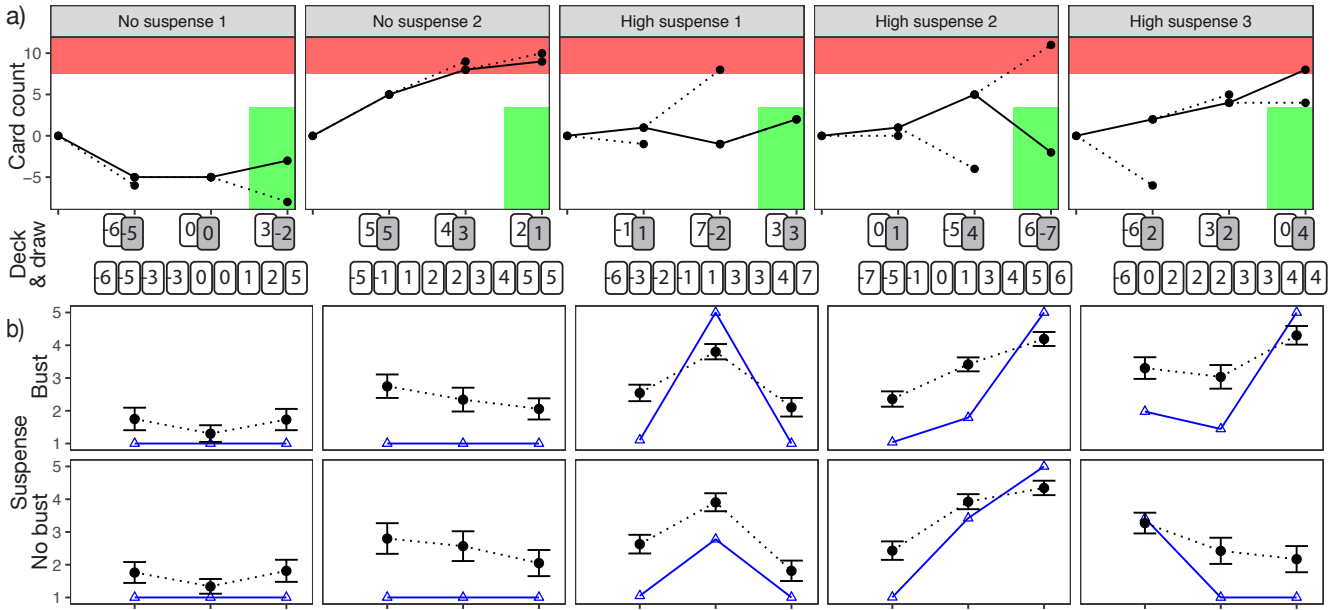 a)
No suspense 1 No suspense 2 High suspense 1 High suspense 2 High suspense 3
Card count
10
5
0
−5
Deck & draw
-6 -5 0 0 3 -2 5 5 4 3 2 1 -1 1 7 -2 3 3 0 1 -5 4 6 -7 -6 2 3 2 0 4
-6 -5 -3 -3 0 0 1 2 5 -5 -1 1 2 2 3 4 5 5 -6 -3 -2 -1 1 3 3 4 7 -7 -5 -1 0 1 3 4 5 6 -6 0 2 2 2 3 3 4 4
b)
Suspense
Bust
5
4
3
2
1
No bust
5
4
3
2
1